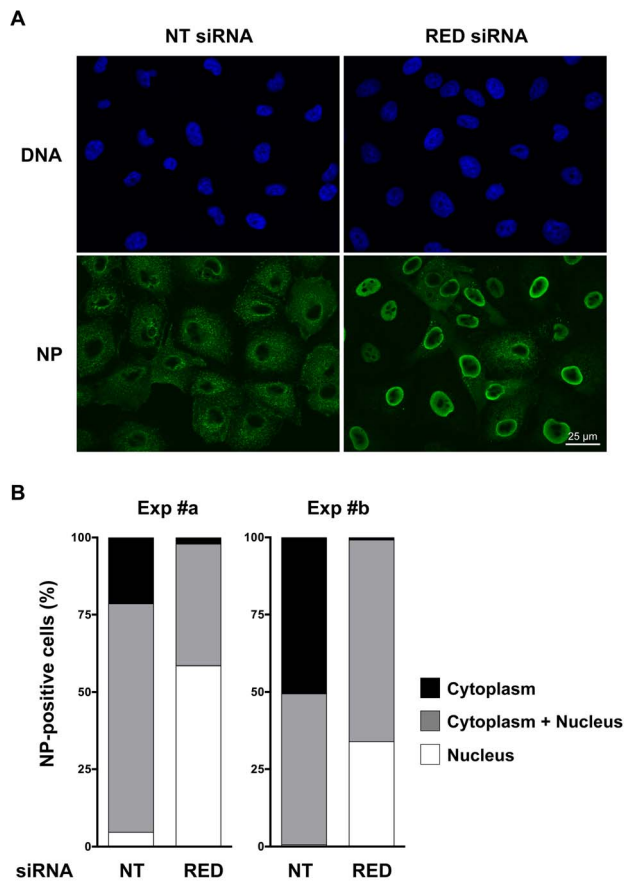 A
NT siRNA
RED siRNA
DNA
NP
25 µm
B
Exp #a
Exp #b
NP-positive cells (%)
100
75
50
25
0
100
75
50
25
0
Cytoplasm
Cytoplasm + Nucleus
Nucleus
siRNA NT RED NT RED